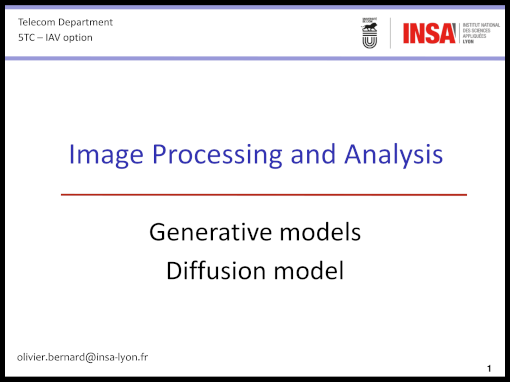 Telecom Department
5TC – IAV option
INSA
INSTITUT NATIONAL
DES SCIENCES
APPLIQUÉES
LYON
Image Processing and Analysis
Generative models
Diffusion model
olivier.bernard@insa-lyon.fr
1